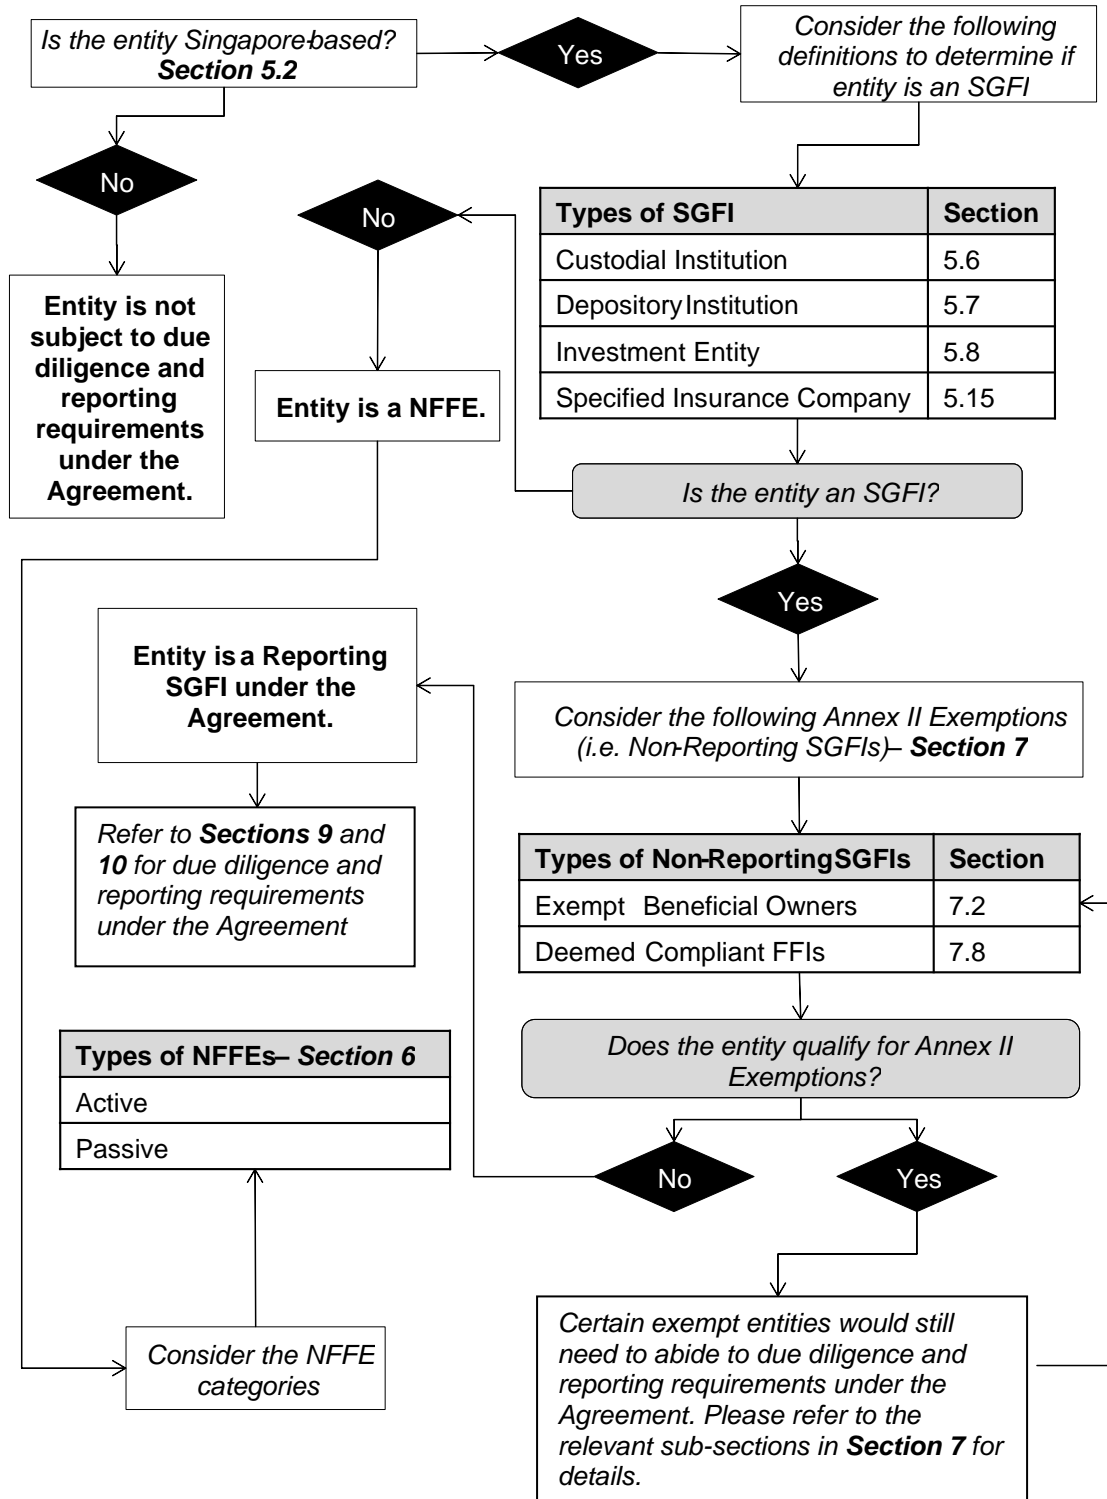 Is the entity Singapore-based?
Section 5.2
Yes
Consider the following
definitions to determine if
entity is an SGFI
No
No
Types of SGFI Section
Custodial Institution 5.6
Depository Institution 5.7
Investment Entity 5.8
Specified Insurance Company 5.15
Entity is not
subject to due
diligence and
reporting
requirements
under the
Agreement.
Entity is a NFFE.
Is the entity an SGFI?
Yes
Entity is a Reporting
SGFI under the
Agreement.
Consider the following Annex II Exemptions
(i.e. Non-Reporting SGFIs)– Section 7
Refer to Sections 9 and
10 for due diligence and
reporting requirements
under the Agreement
Types of Non-Reporting SGFIs Section
Exempt Beneficial Owners 7.2
Deemed Compliant FFIs 7.8
Does the entity qualify for Annex II
Exemptions?
Types of NFFEs– Section 6
Active
Passive
No
Yes
Consider the NFFE
categories
Certain exempt entities would still
need to abide to due diligence and
reporting requirements under the
Agreement. Please refer to the
relevant sub-sections in Section 7 for
details.